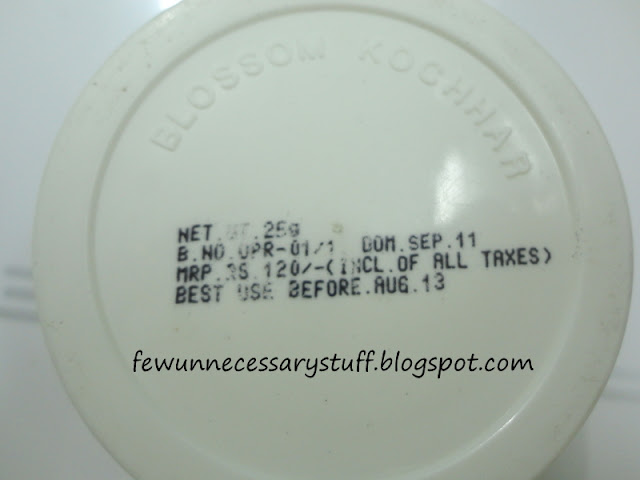 BLOSSOM KOCHHAR
NET.WT.25g
B.NO.OPR-01/1 DOM.SEP.11
MRP.RS.120/-(INCL.OF ALL TAXES)
BEST USE BEFORE.AUG.13
fewunnecessarystuff.blogspot.com